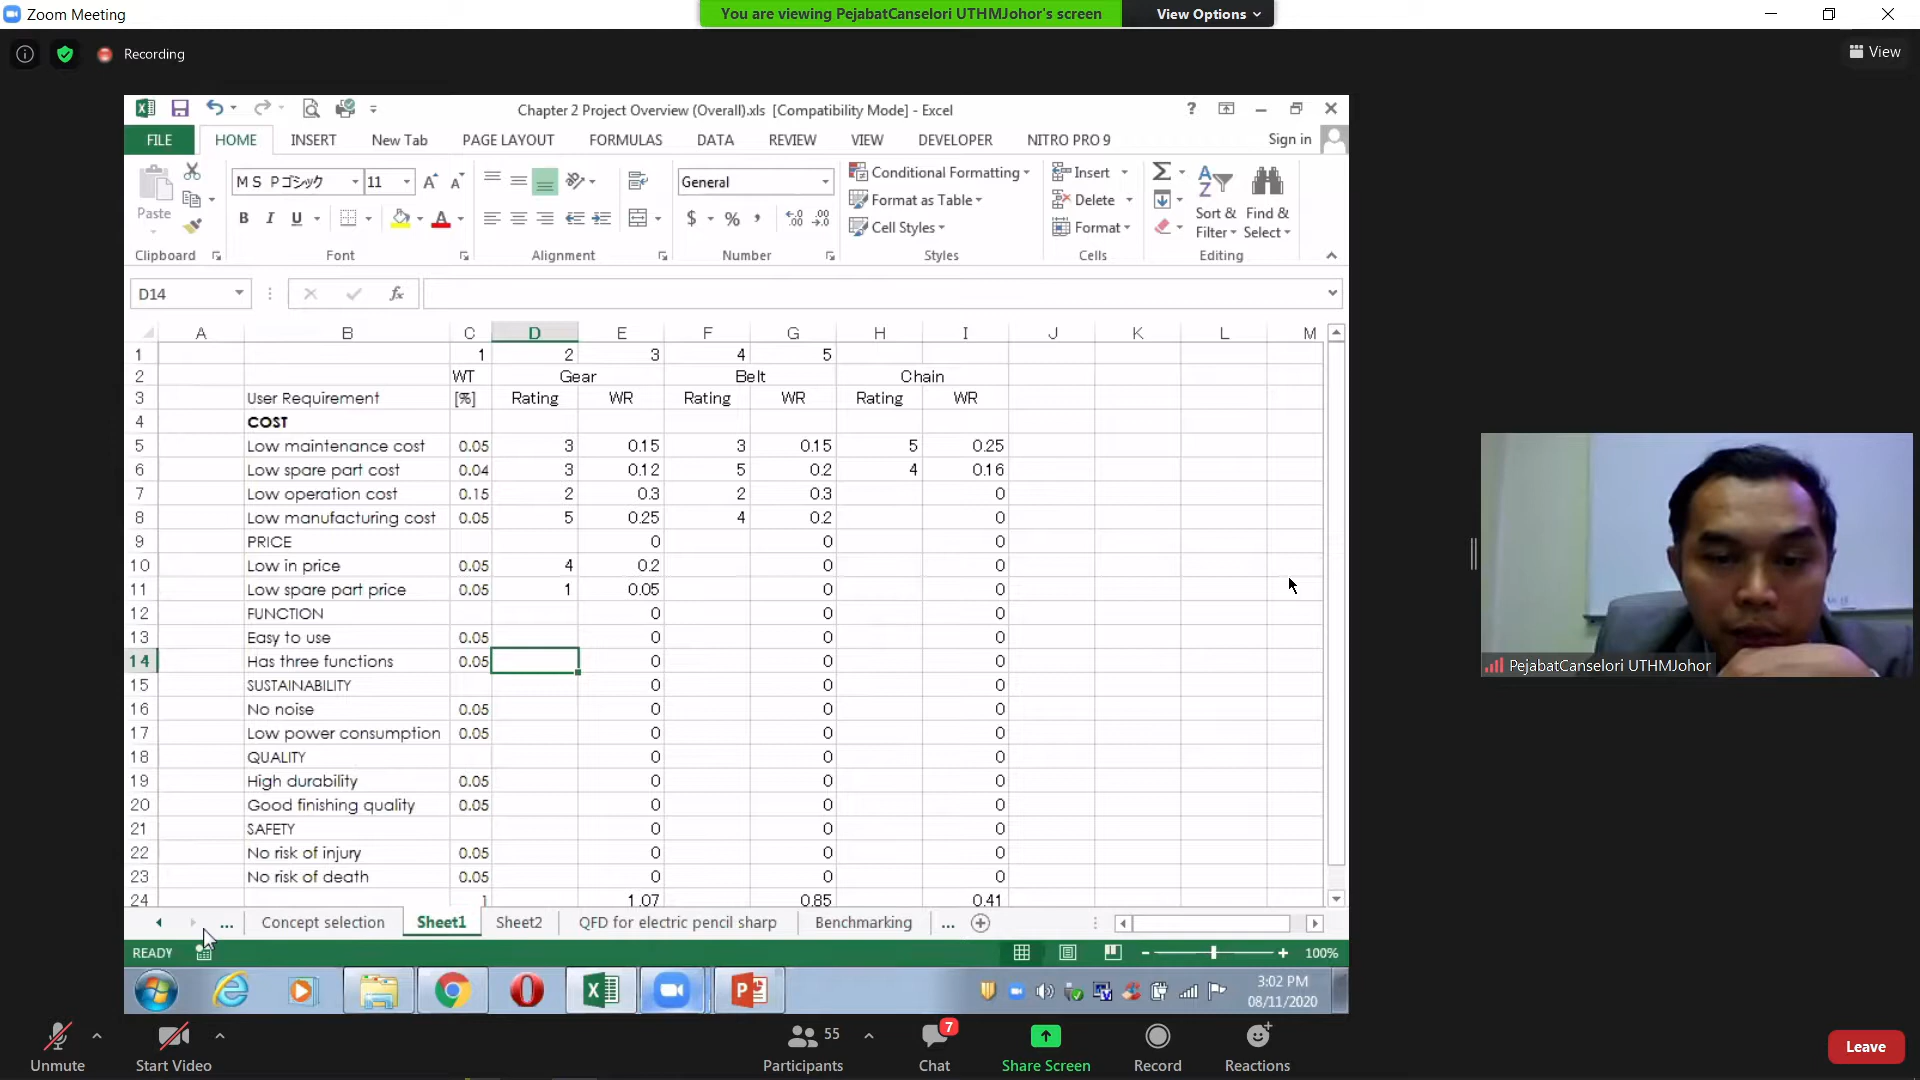 Zoom Meeting
You are viewing PejabatCanselori UTHMJohor's screen
View Options
Recording
View
Chapter 2 Project Overview (Overall).xls [Compatibility Mode] - Excel
FILE HOME INSERT New Tab PAGE LAYOUT FORMULAS DATA REVIEW VIEW DEVELOPER NITRO PRO 9 Sign in
Paste
ＭＳ Ｐゴシック 11
B I U A
General
$ % ,
Conditional Formatting
Format as Table
Cell Styles
Insert
Delete
Format
Sort & Filter
Find & Select
Clipboard Font Alignment Number Styles Cells Editing
D14 fx
A B C D E F G H I J K L M
1 1 2 3 4 5
2 WT Gear Belt Chain
3 User Requirement [%] Rating WR Rating WR Rating WR
4 COST
5 Low maintenance cost 0.05 3 0.15 3 0.15 5 0.25
6 Low spare part cost 0.04 3 0.12 5 0.2 4 0.16
7 Low operation cost 0.15 2 0.3 2 0.3 0
8 Low manufacturing cost 0.05 5 0.25 4 0.2 0
9 PRICE 0 0 0
10 Low in price 0.05 4 0.2 0 0
11 Low spare part price 0.05 1 0.05 0 0
12 FUNCTION 0 0 0
13 Easy to use 0.05 0 0 0
14 Has three functions 0.05 0 0 0
15 SUSTAINABILITY 0 0 0
16 No noise 0.05 0 0 0
17 Low power consumption 0.05 0 0 0
18 QUALITY 0 0 0
19 High durability 0.05 0 0 0
20 Good finishing quality 0.05 0 0 0
21 SAFETY 0 0 0
22 No risk of injury 0.05 0 0 0
23 No risk of death 0.05 0 0 0
24 1 1.07 0.85 0.41
... Concept selection Sheet1 Sheet2 QFD for electric pencil sharp Benchmarking ...
READY 100%
3:02 PM
08/11/2020
PejabatCanselori UTHMJohor
Unmute
Start Video
55
Participants
7
Chat
Share Screen
Record
Reactions
Leave